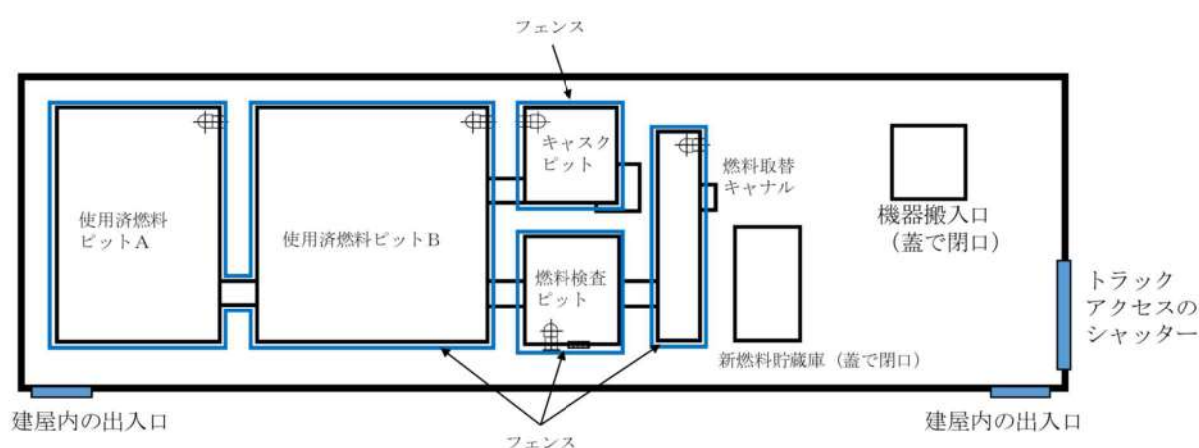 フェンス
キャスク
ピット
燃料取替
キャナル
使用済燃料
ピットA
使用済燃料ピットB
機器搬入口
（蓋で閉口）
燃料検査
ピット
トラック
アクセスの
シャッター
新燃料貯蔵庫（蓋で閉口）
建屋内の出入口
建屋内の出入口
フェンス